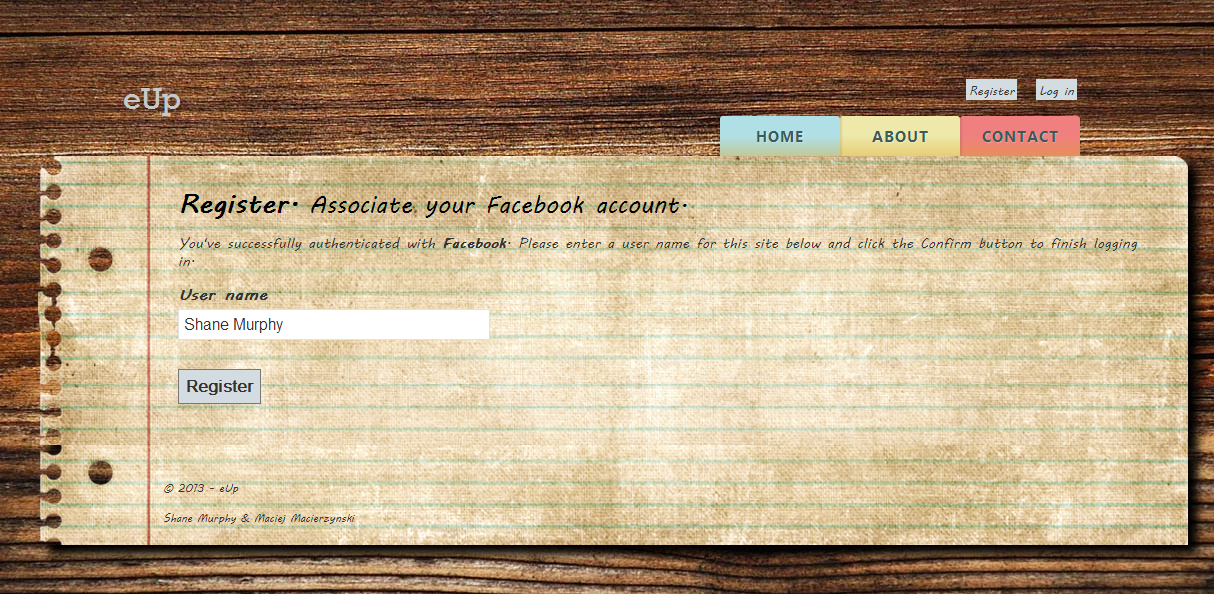 eUp
Register Log in
HOME ABOUT CONTACT
Register. Associate your Facebook account.
You've successfully authenticated with Facebook. Please enter a user name for this site below and click the Confirm button to finish logging
in.
User name
Shane Murphy
Register
© 2013 - eUp
Shane Murphy & Maciej Macierzynski